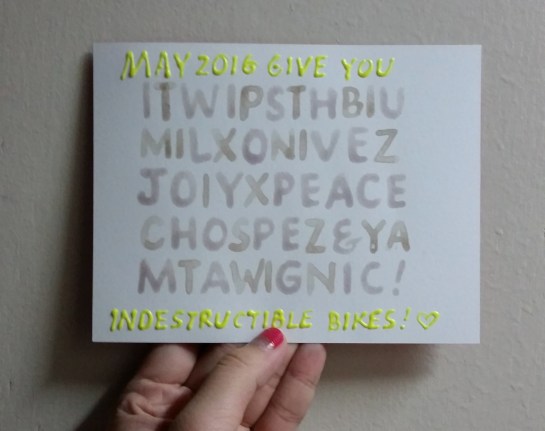 MAY 2016 GIVE YOU
ITWIPSTHBIU
MILXONIVEZ
JOIYXPEACE
CHOSPEZ&YA
MTAWIGNIC!
INDESTRUCTIBLE BIKES! ♡